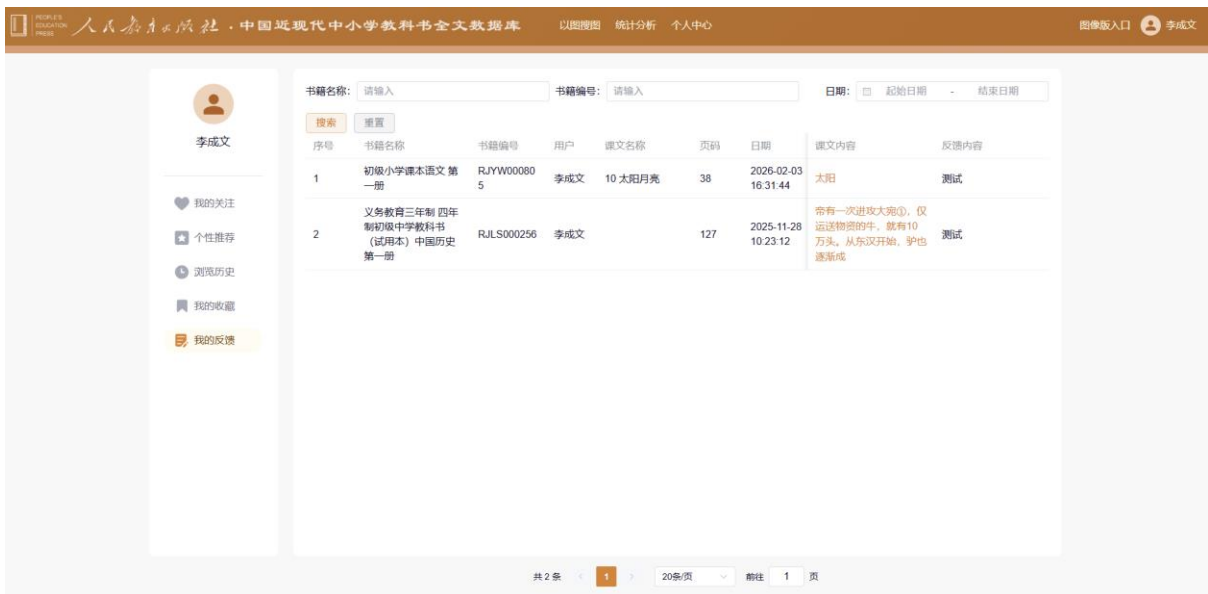 PEOPLE'S
EDUCATION
PRESS
人民教育出版社·中国近现代中小学教科书全文数据库 以图搜图 统计分析 个人中心 图像版入口 李成文
李成文
我的关注
个性推荐
浏览历史
我的收藏
我的反馈
书籍名称: 请输入 书籍编号: 请输入 日期: 起始日期 - 结束日期
搜索 重置
序号 书籍名称 书籍编号 用户 课文名称 页码 日期 课文内容 反馈内容
1 初级小学课本语文 第 RJYW00080 李成文 10 太阳月亮 38 2026-02-03 太阳 测试
一册 5 16:31:44
义务教育三年制 四年 帝有一次进攻大宛①，仅
制初级中学教科书 2025-11-28 运送物资的牛，就有10
2 （试用本）中国历史 RJLS000256 李成文 127 10:23:12 万头。从东汉开始，驴也 测试
第一册 逐渐成
共 2 条 1 20条/页 前往 1 页